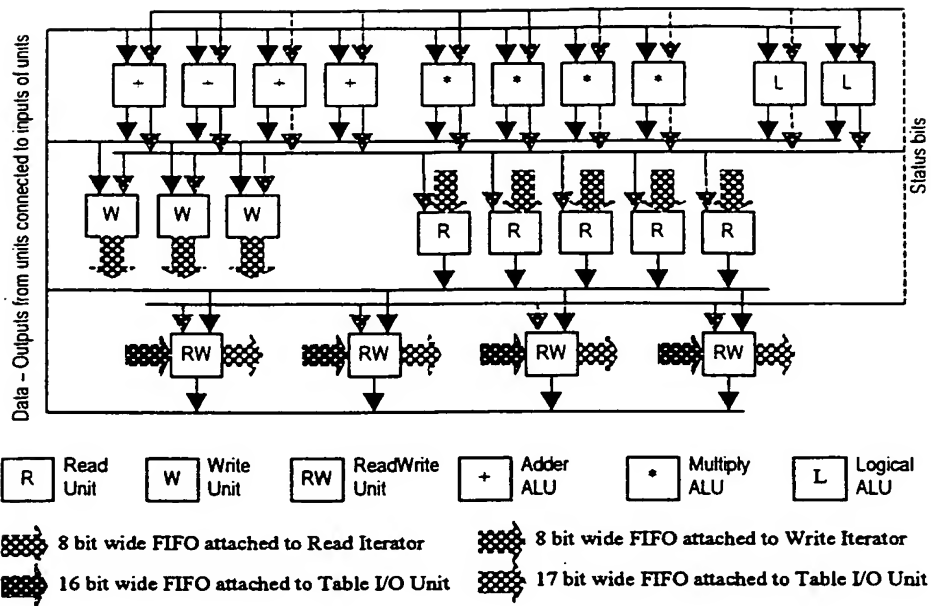 Data – Outputs from units connected to inputs of units
Status bits
+ + + + * * * * L L
W W W R R R R R
RW RW RW RW
R Read Unit
W Write Unit
RW ReadWrite Unit
+ Adder ALU
* Multiply ALU
L Logical ALU
8 bit wide FIFO attached to Read Iterator
8 bit wide FIFO attached to Write Iterator
16 bit wide FIFO attached to Table I/O Unit
17 bit wide FIFO attached to Table I/O Unit